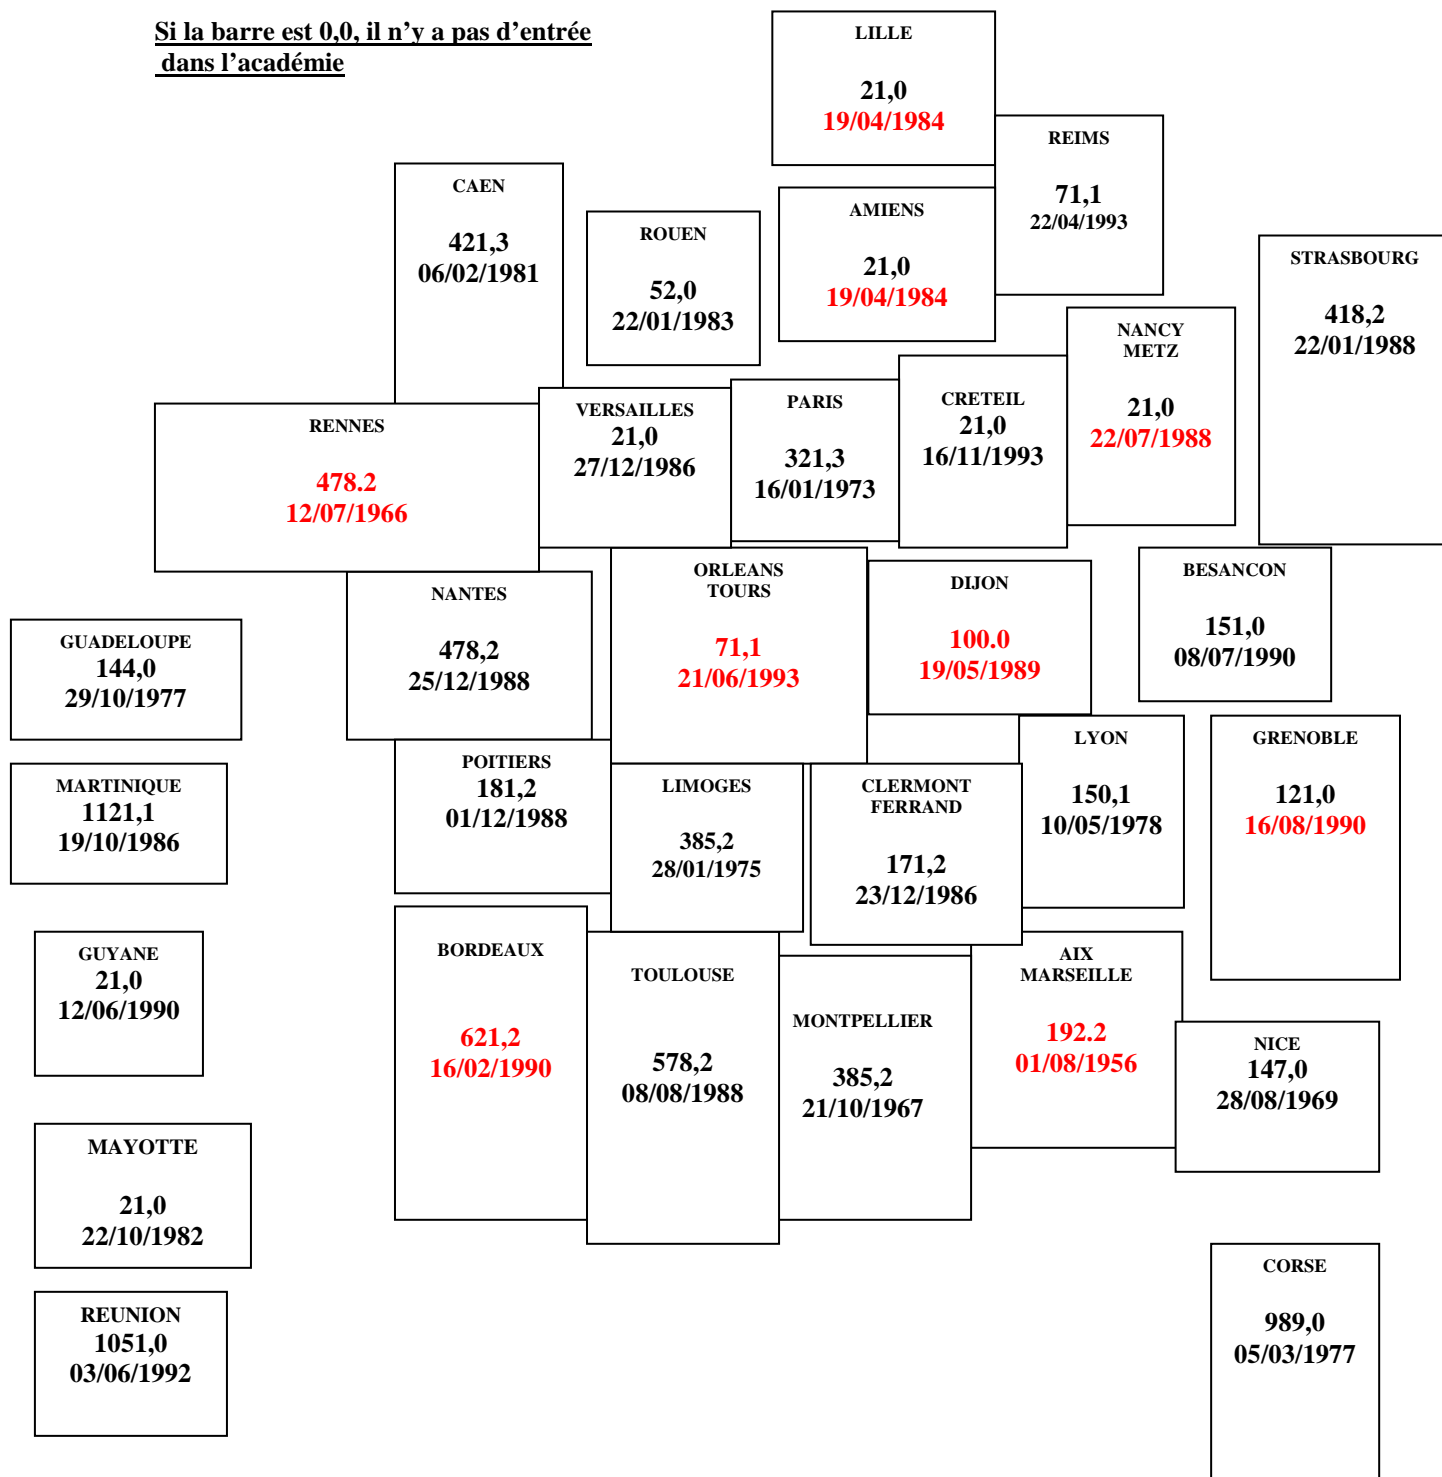 Si la barre est 0,0, il n’y a pas d’entrée
dans l’académie
LILLE
21,0
19/04/1984
REIMS
71,1
22/04/1993
CAEN
421,3
06/02/1981
ROUEN
52,0
22/01/1983
AMIENS
21,0
19/04/1984
STRASBOURG
418,2
22/01/1988
NANCY
METZ
21,0
22/07/1988
RENNES
478.2
12/07/1966
VERSAILLES
21,0
27/12/1986
PARIS
321,3
16/01/1973
CRETEIL
21,0
16/11/1993
ORLEANS
TOURS
71,1
21/06/1993
DIJON
100.0
19/05/1989
BESANCON
151,0
08/07/1990
NANTES
478,2
25/12/1988
GUADELOUPE
144,0
29/10/1977
LYON
150,1
10/05/1978
GRENOBLE
121,0
16/08/1990
POITIERS
181,2
01/12/1988
LIMOGES
385,2
28/01/1975
CLERMONT
FERRAND
171,2
23/12/1986
MARTINIQUE
1121,1
19/10/1986
GUYANE
21,0
12/06/1990
BORDEAUX
621,2
16/02/1990
TOULOUSE
578,2
08/08/1988
MONTPELLIER
385,2
21/10/1967
AIX
MARSEILLE
192.2
01/08/1956
NICE
147,0
28/08/1969
MAYOTTE
21,0
22/10/1982
REUNION
1051,0
03/06/1992
CORSE
989,0
05/03/1977